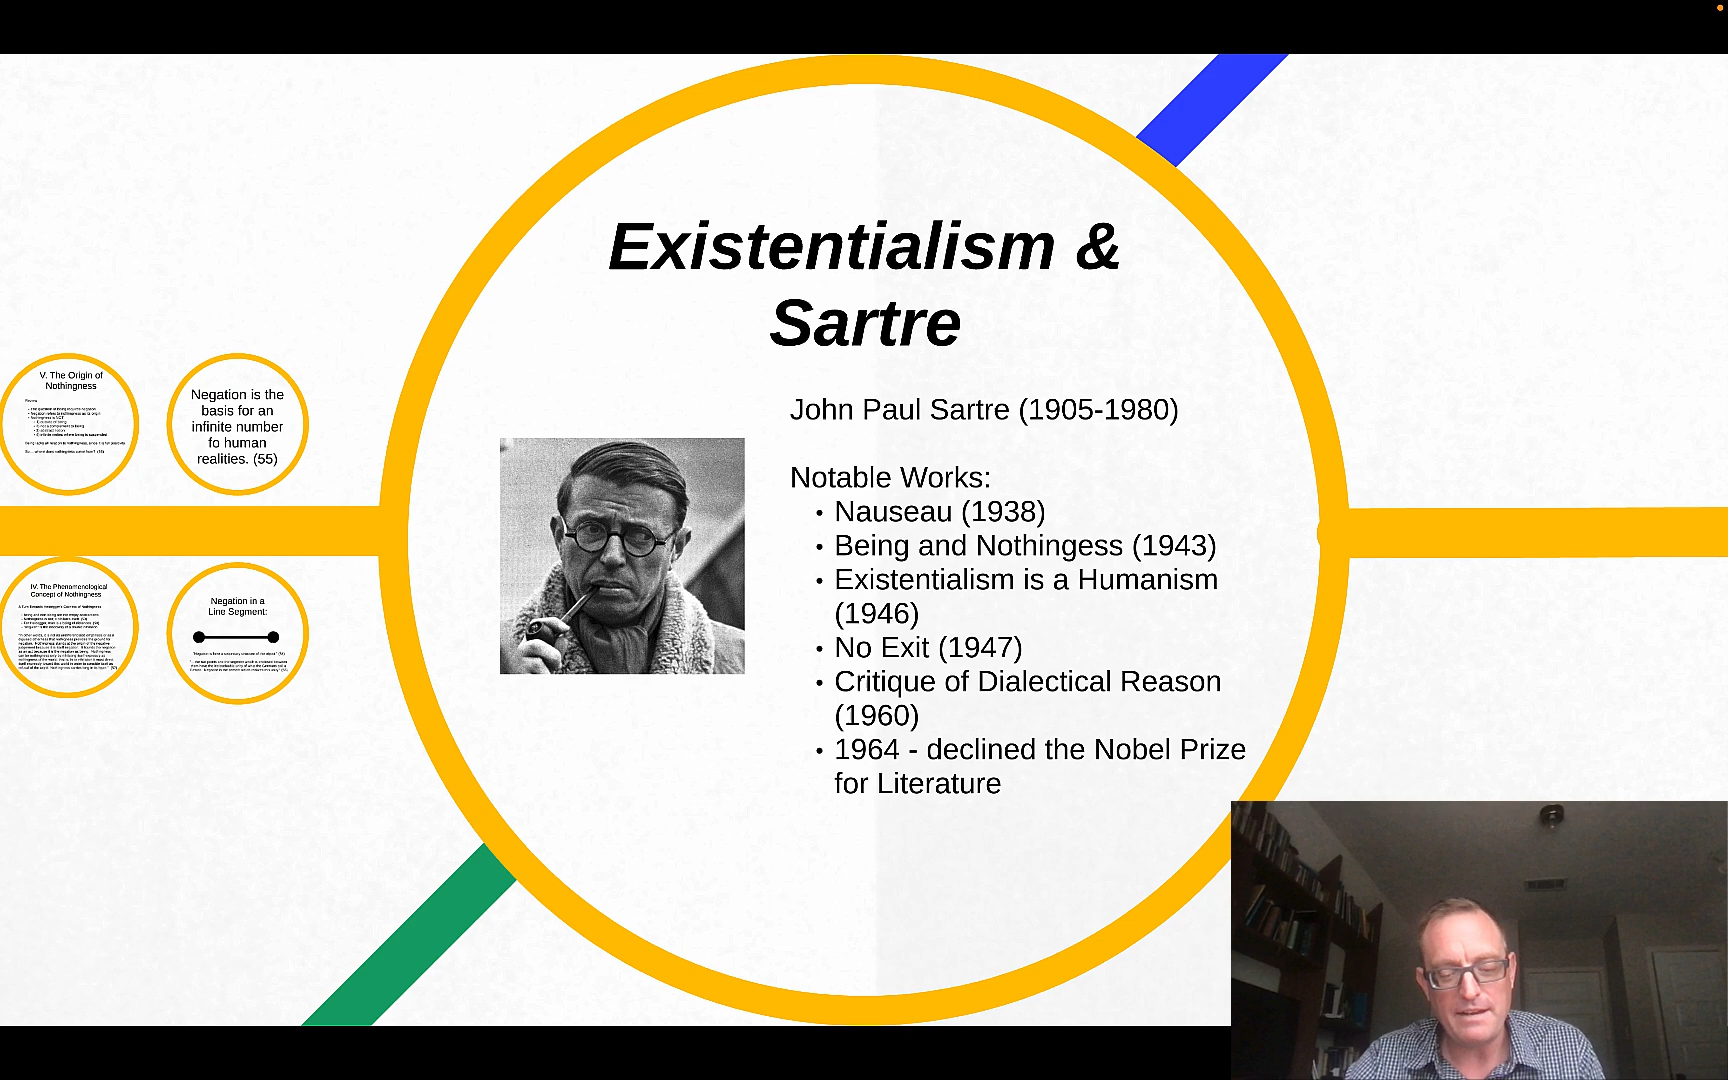 Existentialism &
Sartre
John Paul Sartre (1905-1980)
Notable Works:
• Nauseau (1938)
• Being and Nothingess (1943)
• Existentialism is a Humanism
(1946)
• No Exit (1947)
• Critique of Dialectical Reason
(1960)
• 1964 - declined the Nobel Prize
for Literature
V. The Origin of
Nothingness
Review
Negation is the
basis for an
infinite number
fo human
realities. (55)
IV. The Phenomenological
Concept of Nothingness
Negation in a
Line Segment: